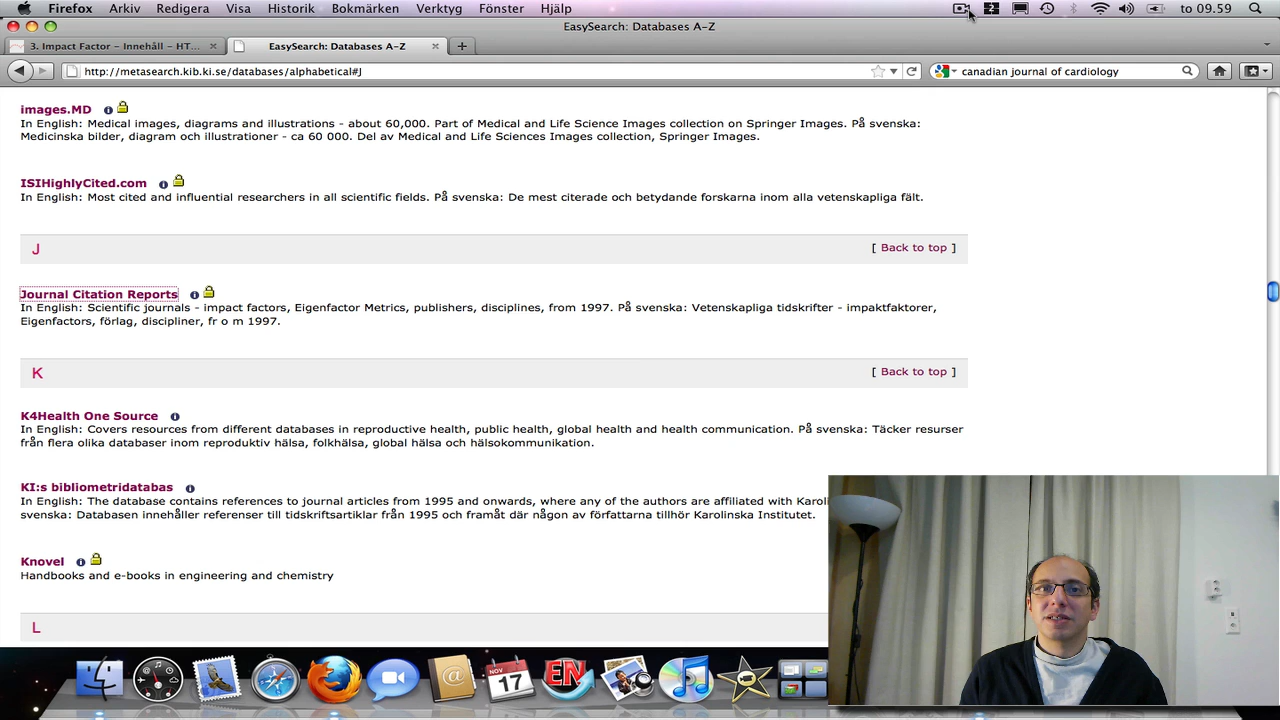 Firefox Arkiv Redigera Visa Historik Bokmärken Verktyg Fönster Hjälp 2 to 09.59
EasySearch: Databases A-Z
3. Impact Factor – Innehåll – HT... EasySearch: Databases A-Z
http://metasearch.kib.ki.se/databases/alphabetical#J canadian journal of cardiology
images.MD
In English: Medical images, diagrams and illustrations - about 60,000. Part of Medical and Life Science Images collection on Springer Images. På svenska:
Medicinska bilder, diagram och illustrationer - ca 60 000. Del av Medical and Life Sciences Images collection, Springer Images.
ISIHighlyCited.com
In English: Most cited and influential researchers in all scientific fields. På svenska: De mest citerade och betydande forskarna inom alla vetenskapliga fält.
J [ Back to top ]
Journal Citation Reports
In English: Scientific journals - impact factors, Eigenfactor Metrics, publishers, disciplines, from 1997. På svenska: Vetenskapliga tidskrifter - impaktfaktorer,
Eigenfactors, förlag, discipliner, fr o m 1997.
K [ Back to top ]
K4Health One Source
In English: Covers resources from different databases in reproductive health, public health, global health and health communication. På svenska: Täcker resurser
från flera olika databaser inom reproduktiv hälsa, folkhälsa, global hälsa och hälsokommunikation.
KI:s bibliometridatabas
In English: The database contains references to journal articles from 1995 and onwards, where any of the authors are affiliated with
svenska: Databasen innehåller referenser till tidskriftsartiklar från 1995 och framåt där någon av författarna tillhör Karolinska Institutet.
Knovel
Handbooks and e-books in engineering and chemistry
L
NOV
17
EN